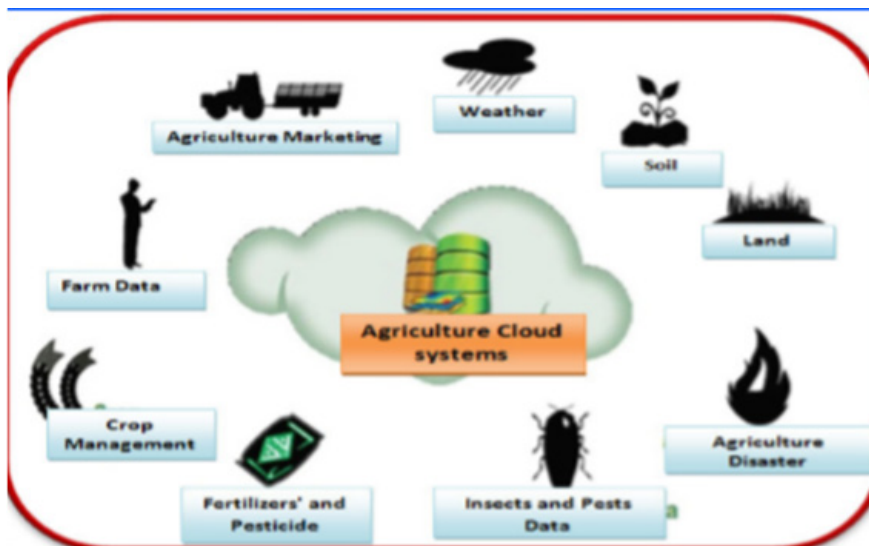 Weather
Agriculture Marketing
Soil
Land
Farm Data
Agriculture Cloud
systems
Crop
Management
Agriculture
Disaster
Fertilizers' and
Pesticide
Insects and Pests
Data
a